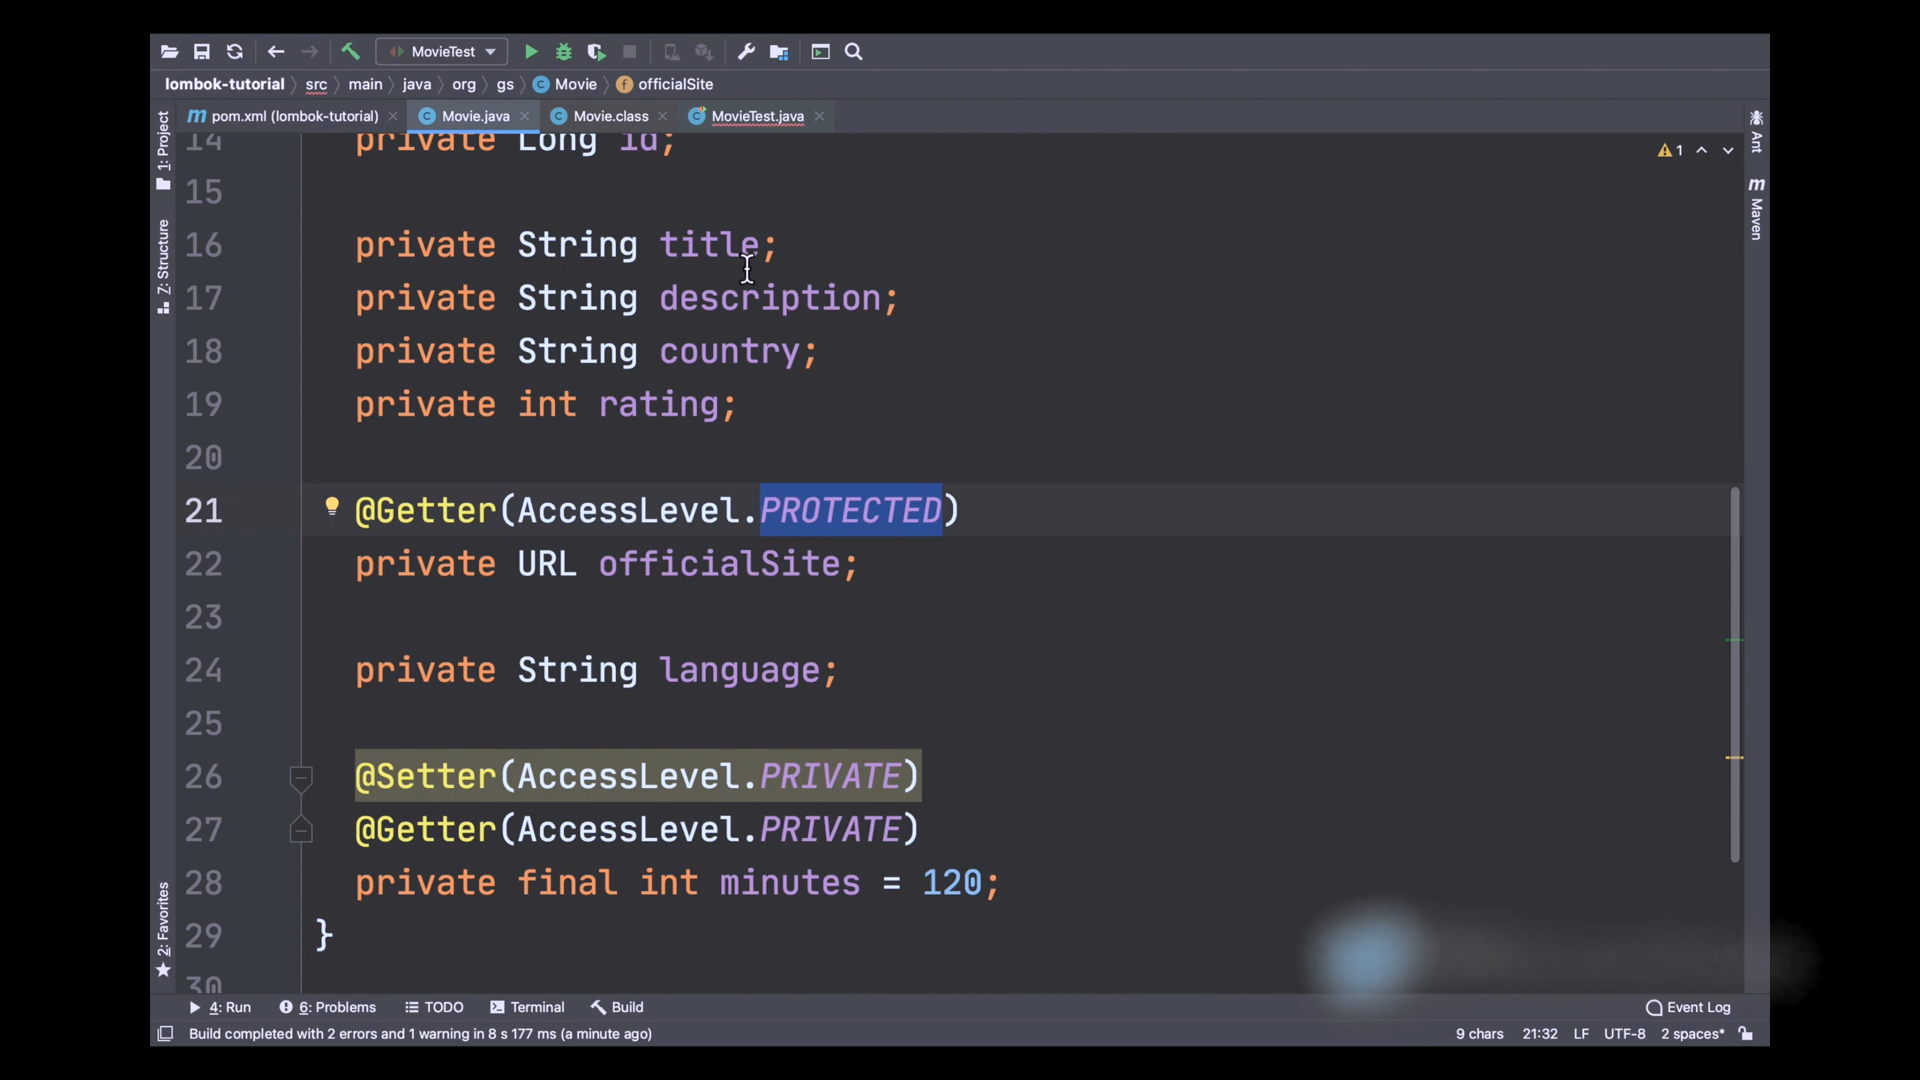 MovieTest
lombok-tutorial src main java org gs Movie officialSite
pom.xml (lombok-tutorial) Movie.java Movie.class MovieTest.java
1: Project
Z: Structure
2: Favorites
Ant
Maven
1
14 private Long id;
15
16 private String title;
17 private String description;
18 private String country;
19 private int rating;
20
21 @Getter(AccessLevel.PROTECTED)
22 private URL officialSite;
23
24 private String language;
25
26 @Setter(AccessLevel.PRIVATE)
27 @Getter(AccessLevel.PRIVATE)
28 private final int minutes = 120;
29 }
30
4: Run 6: Problems TODO Terminal Build Event Log
Build completed with 2 errors and 1 warning in 8 s 177 ms (a minute ago) 9 chars 21:32 LF UTF-8 2 spaces*